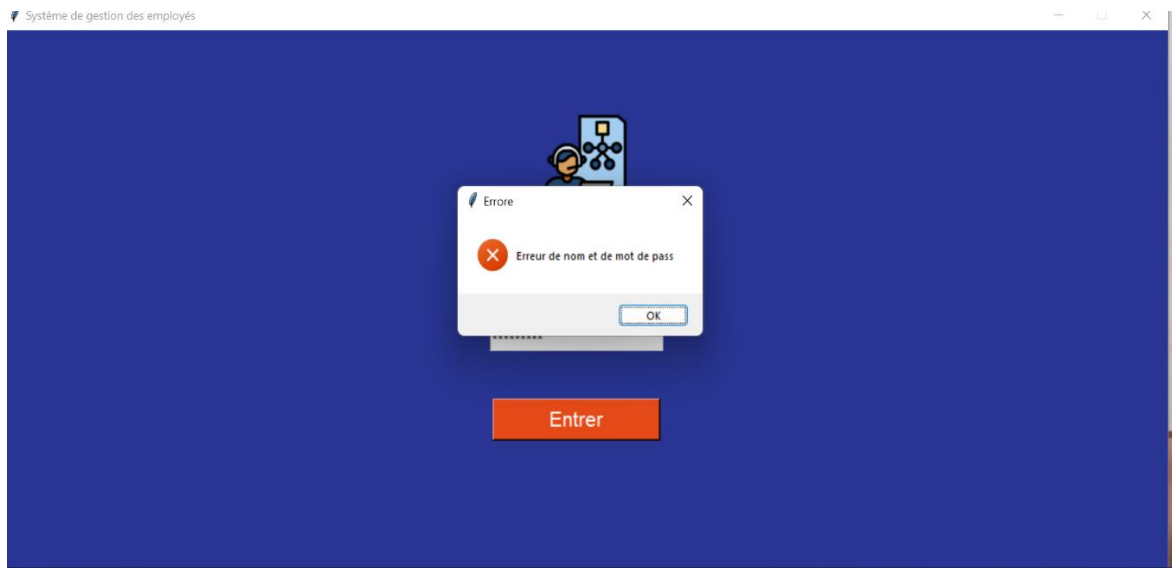 Système de gestion des employés
Errore
Erreur de nom et de mot de pass
OK
*********
Entrer